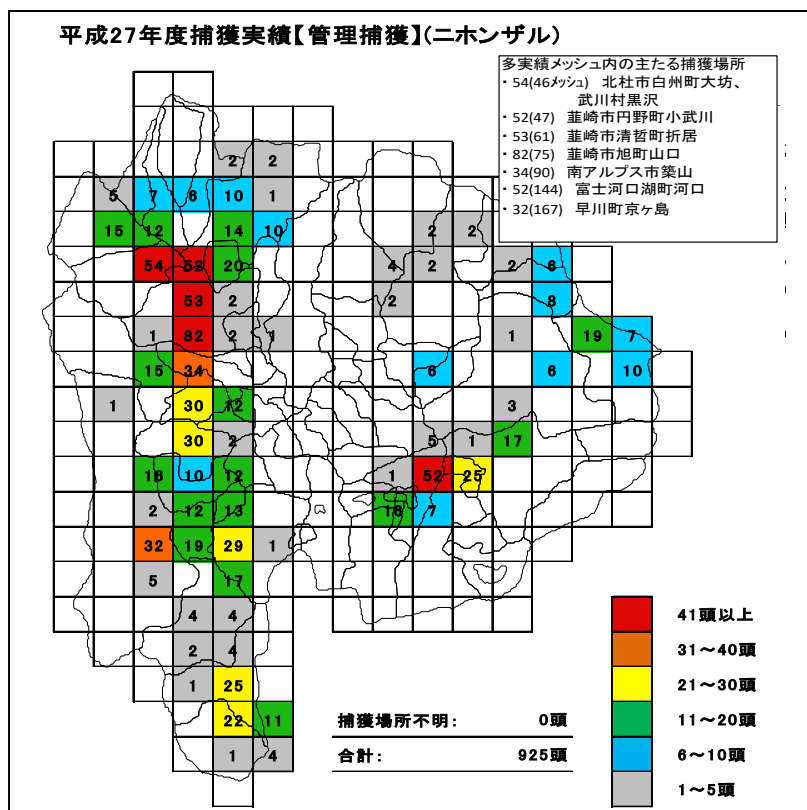 平成27年度捕獲実績【管理捕獲】(ニホンザル)
多実績メッシュ内の主たる捕獲場所
・54(46メッシュ) 北杜市白州町大坊、
武川村黒沢
・52(47) 韮崎市円野町小武川
・53(61) 韮崎市清哲町折居
・82(75) 韮崎市旭町山口
・34(90) 南アルプス市築山
・52(144) 富士河口湖町河口
・32(167) 早川町京ヶ島
2 2
5 7 6 10 1
15 12 14 10 2 2
54 52 20 4 2 2 6
53 2 2 8
1 82 2 1 1 19 7
15 34 6 6 10
1 30 12 3
30 2 5 1 17
16 10 12 1 52 25
2 12 13 16 7
32 19 29 1
5 17
4 4
2 4
1 25
22 11
1 4
41頭以上
31～40頭
21～30頭
11～20頭
6～10頭
1～5頭
捕獲場所不明: 0頭
合計: 925頭